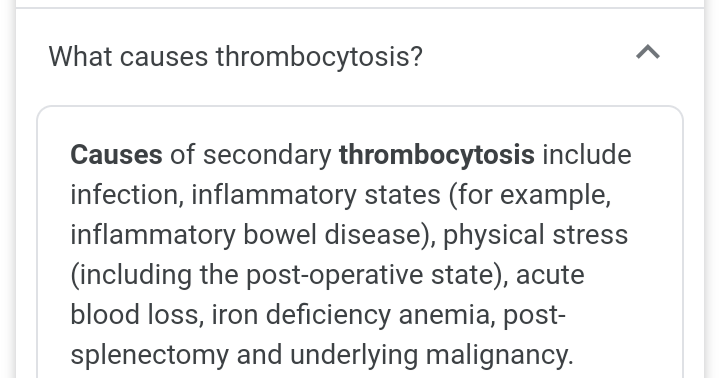 What causes thrombocytosis?
Causes of secondary thrombocytosis include
infection, inflammatory states (for example,
inflammatory bowel disease), physical stress
(including the post-operative state), acute
blood loss, iron deficiency anemia, post-
splenectomy and underlying malignancy.